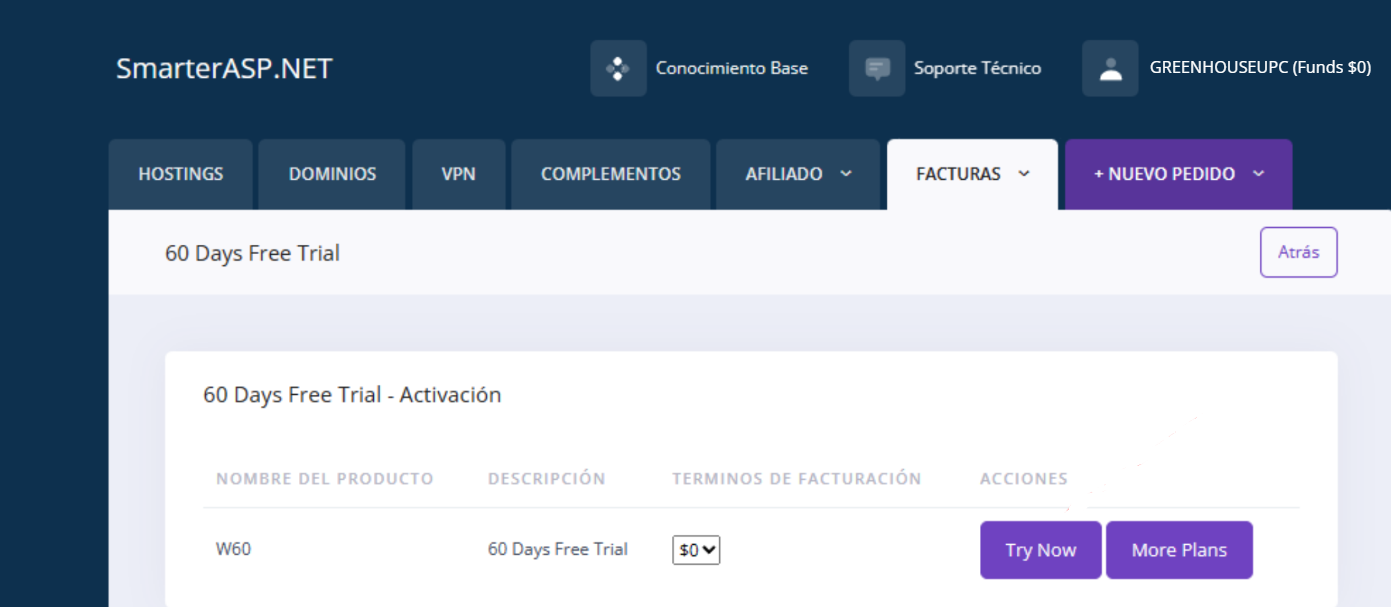 SmarterASP.NET
Conocimiento Base
Soporte Técnico
GREENHOUSEUPC (Funds $0)
HOSTINGS
DOMINIOS
VPN
COMPLEMENTOS
AFILIADO
FACTURAS
+ NUEVO PEDIDO
60 Days Free Trial
Atrás
60 Days Free Trial - Activación
NOMBRE DEL PRODUCTO
DESCRIPCIÓN
TERMINOS DE FACTURACIÓN
ACCIONES
W60
60 Days Free Trial
$0
Try Now
More Plans